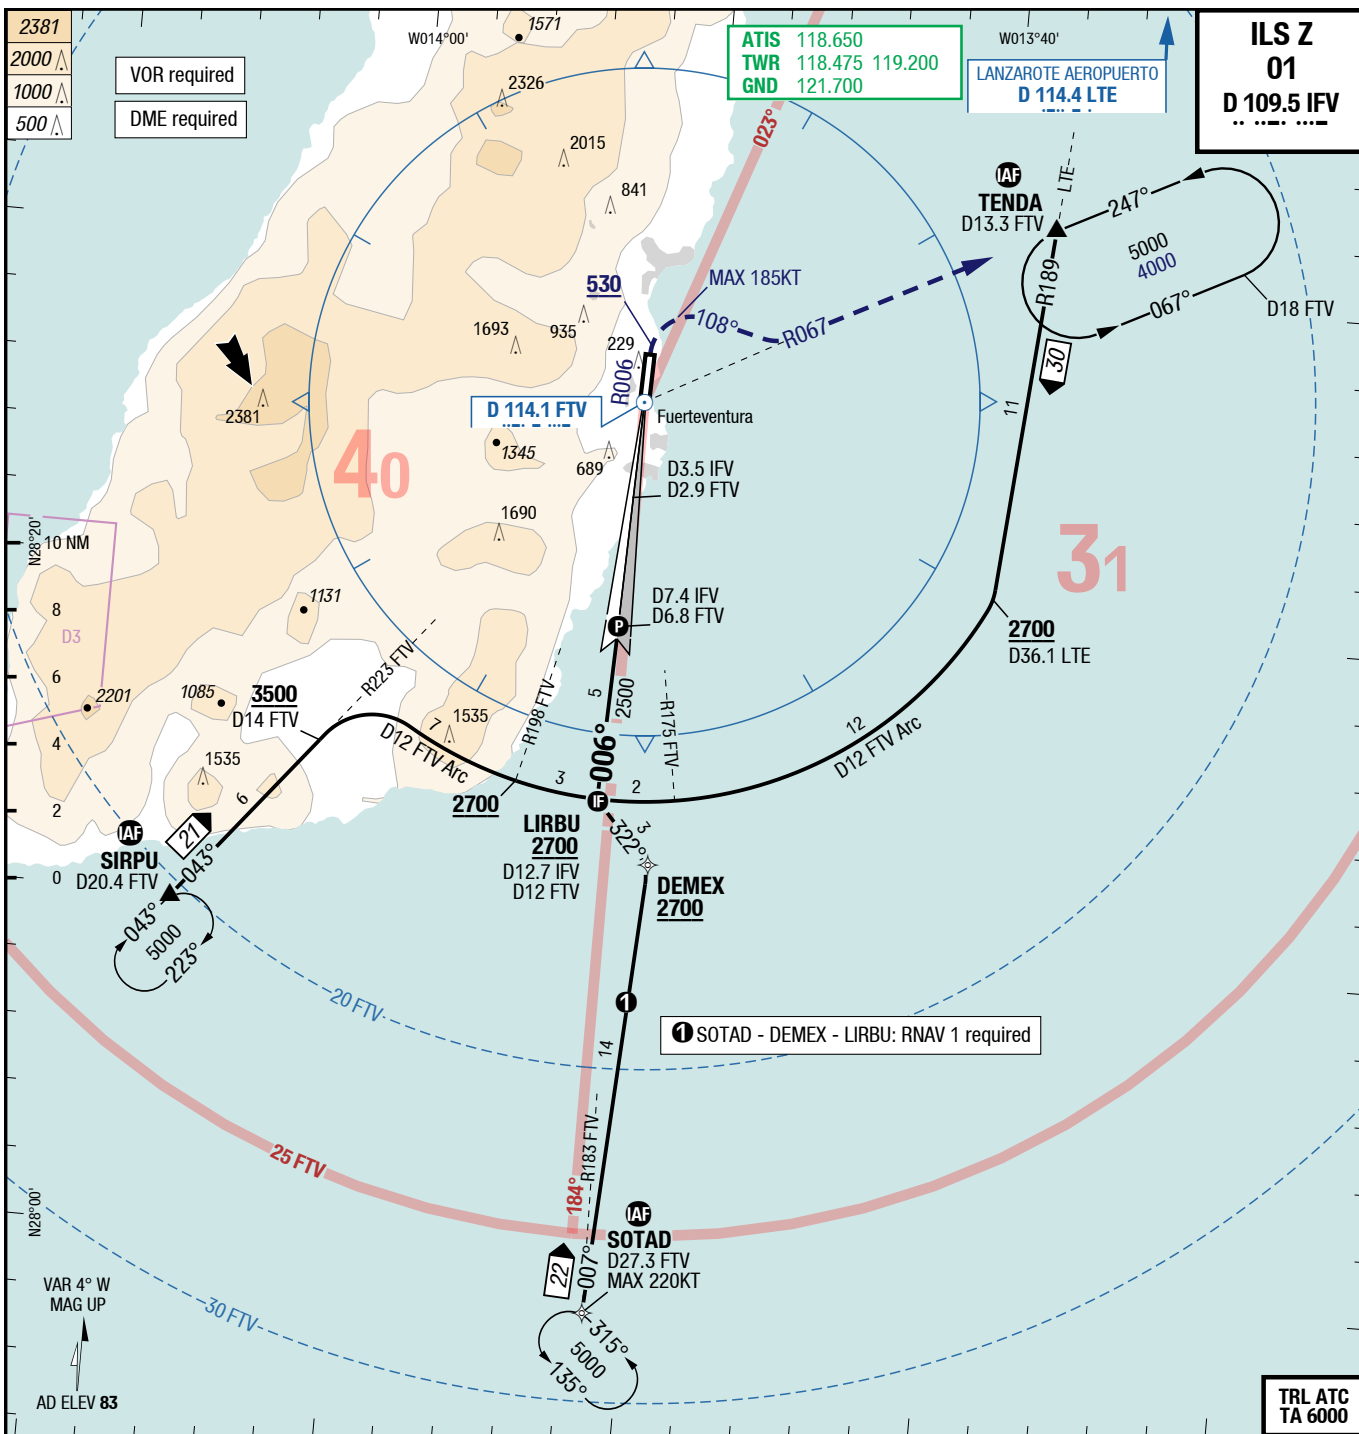 2381
2000
1000
500
VOR required
DME required
W014°00'
1571
2326
2015
841
ATIS 118.650
TWR 118.475 119.200
GND 121.700
023°
W013°40'
LANZAROTE AEROPUERTO
D 114.4 LTE
ILS Z
01
D 109.5 IFV
IAF
TENDA
D13.3 FTV
LTE
247°
5000
4000
067°
D18 FTV
R189
30
11
530
MAX 185KT
108°
R067
1693
935
229
R006
2381
D 114.1 FTV
Fuerteventura
40
1345
689
D3.5 IFV
D2.9 FTV
1690
31
N28°20'
10 NM
8
6
4
2
0
D3
1131
D7.4 IFV
D6.8 FTV
P
2700
D36.1 LTE
R223 FTV
2201
1085
3500
D14 FTV
1535
7
D12 FTV Arc
R198 FTV
5
2500
R175 FTV
006°
12
D12 FTV Arc
1535
6
2700
3
IF
2
LIRBU
2700
D12.7 IFV
D12 FTV
3
322°
DEMEX
2700
IAF
SIRPU
D20.4 FTV
21
043°
043°
5000
223°
20 FTV
1
1 SOTAD - DEMEX - LIRBU: RNAV 1 required
14
25 FTV
R183 FTV
184°
N28°00'
IAF
SOTAD
D27.3 FTV
MAX 220KT
22
007°
315°
5000
135°
30 FTV
VAR 4° W
MAG UP
AD ELEV 83
TRL ATC
TA 6000